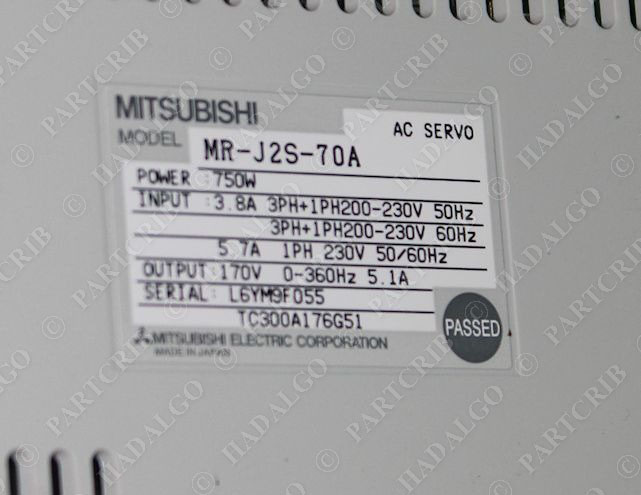 MITSUBISHI
AC SERVO
MODEL MR-J2S-70A
POWER :750W
INPUT :3.8A 3PH+1PH200-230V 50Hz
3PH+1PH200-230V 60Hz
5.7A 1PH 230V 50/60Hz
OUTPUT:170V 0-360Hz 5.1A
SERIAL: L6YM9F055
TC300A176G51
PASSED
MITSUBISHI ELECTRIC CORPORATION
MADE IN JAPAN
© PARTCRIB © HADALGO